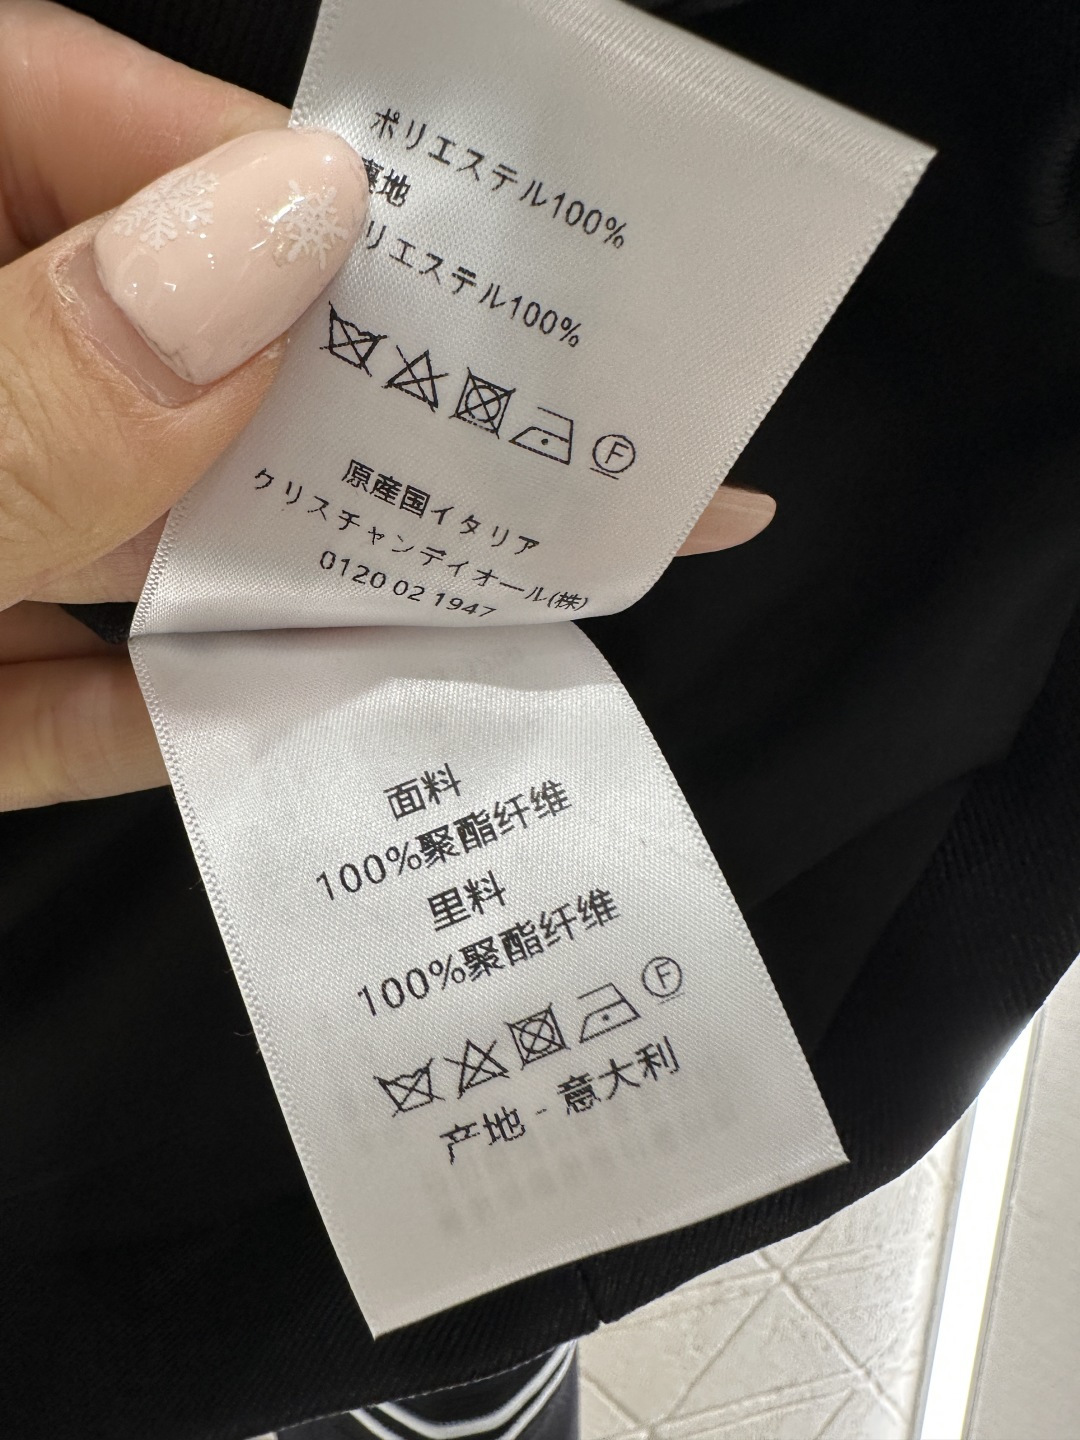 ポリエステル100%
裏地
リエステル100%
F
原産国イタリア
クリスチャンディオール(株)
0120 02 1947
面料
100%聚酯纤维
里料
100%聚酯纤维
F
产地 - 意大利